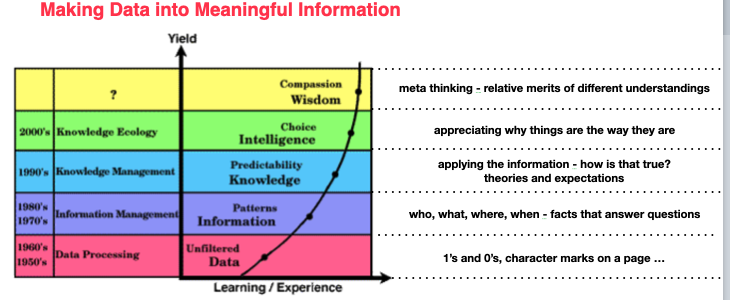 Making Data into Meaningful Information
Yield
? Compassion
Wisdom
meta thinking - relative merits of different understandings
2000's Knowledge Ecology Choice
Intelligence
appreciating why things are the way they are
1990's Knowledge Management Predictability
Knowledge
applying the information - how is that true?
theories and expectations
1980's
1970's
Information Management Patterns
Information
who, what, where, when - facts that answer questions
1960's
1950's
Data Processing Unfiltered
Data
1's and 0's, character marks on a page ...
Learning / Experience